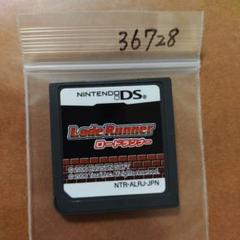 36728
NINTENDO DS
Lode Runner
ロードランナー
NTR-ALRJ-JPN